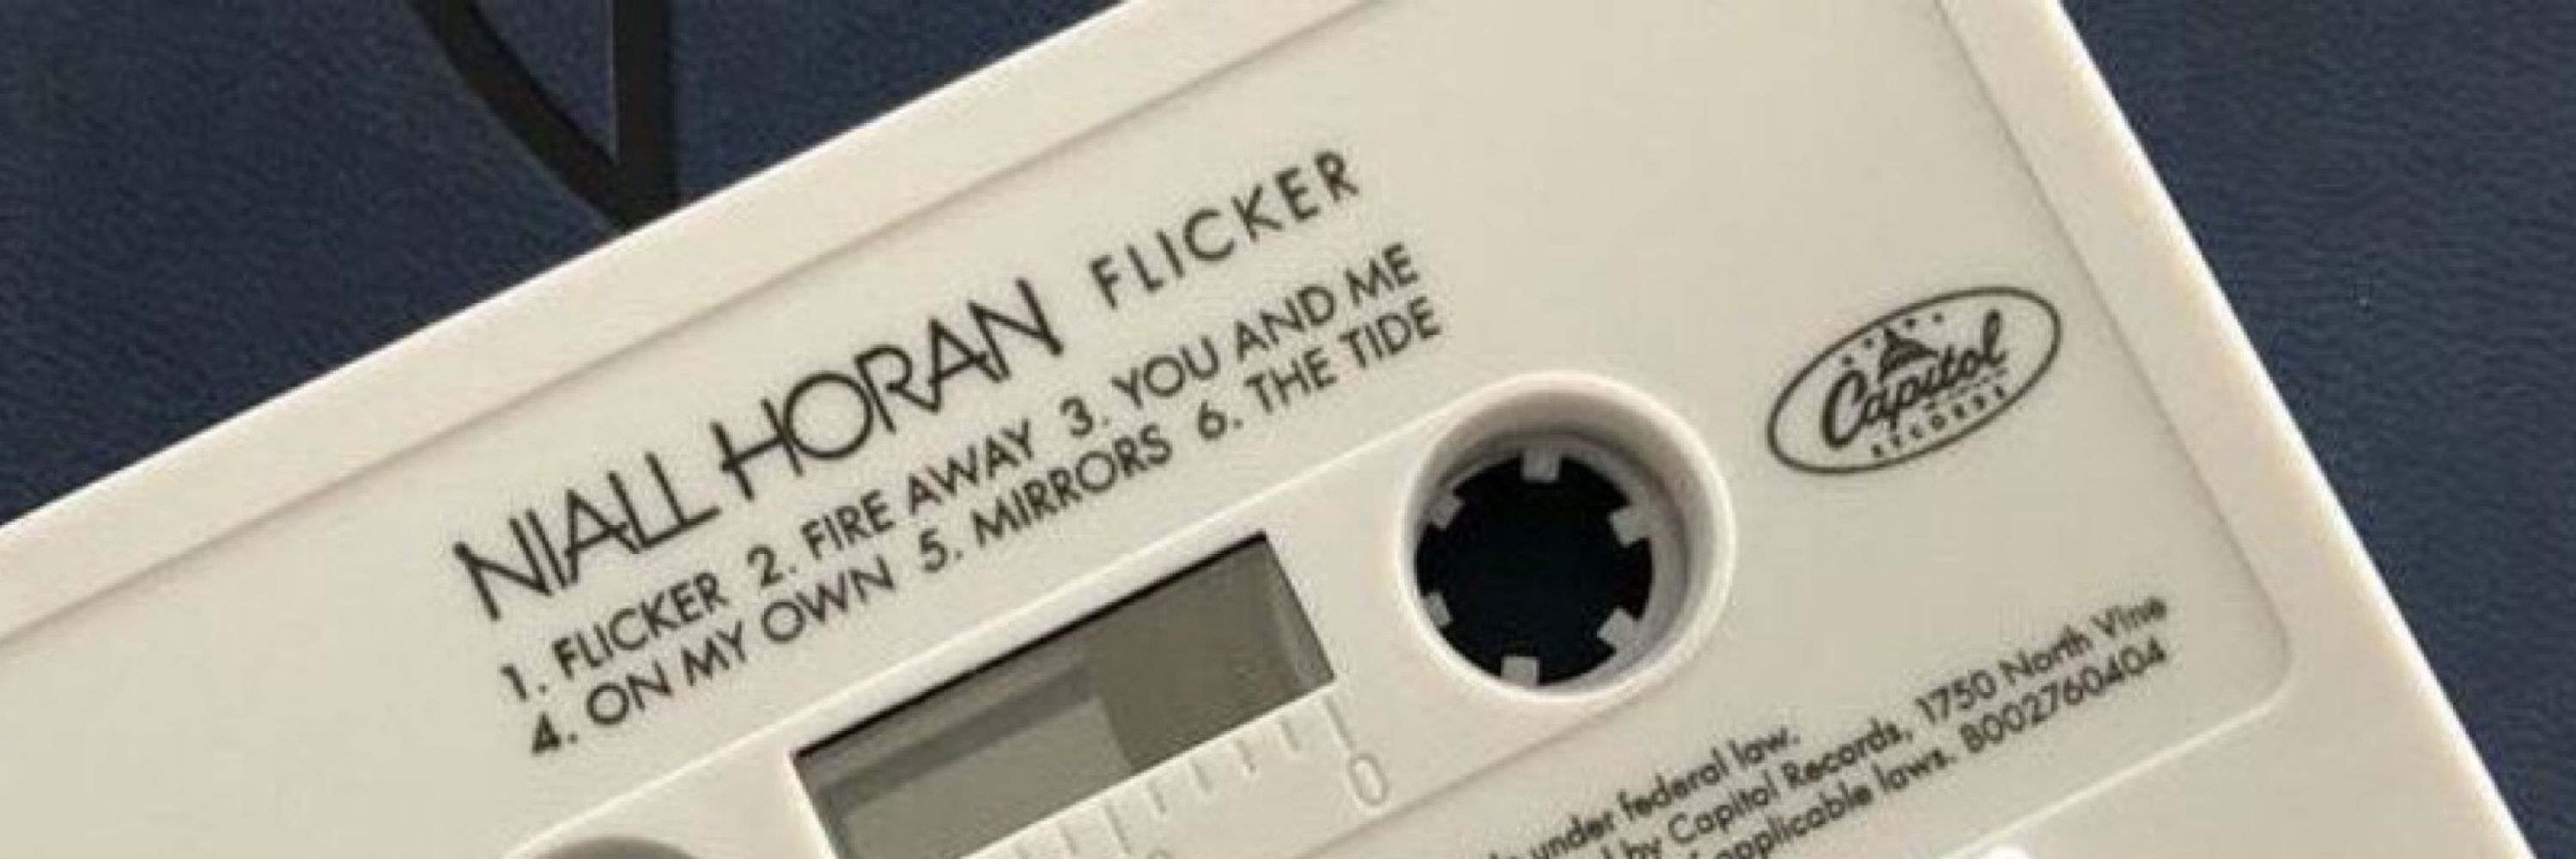 NIALL HORAN FLICKER
1. FLICKER 2. FIRE AWAY 3. YOU AND ME
4. ON MY OWN 5. MIRRORS 6. THE TIDE
Capitol
RECORDS
under federal law.
by Capitol Records, 1750 North Vine
applicable laws. B002760404
0